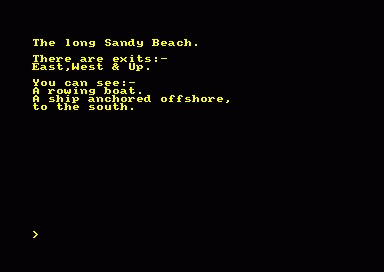 The long Sandy Beach.
There are exits:-
East,West & Up.
You can see:-
A rowing boat.
A ship anchored offshore,
to the south.
>